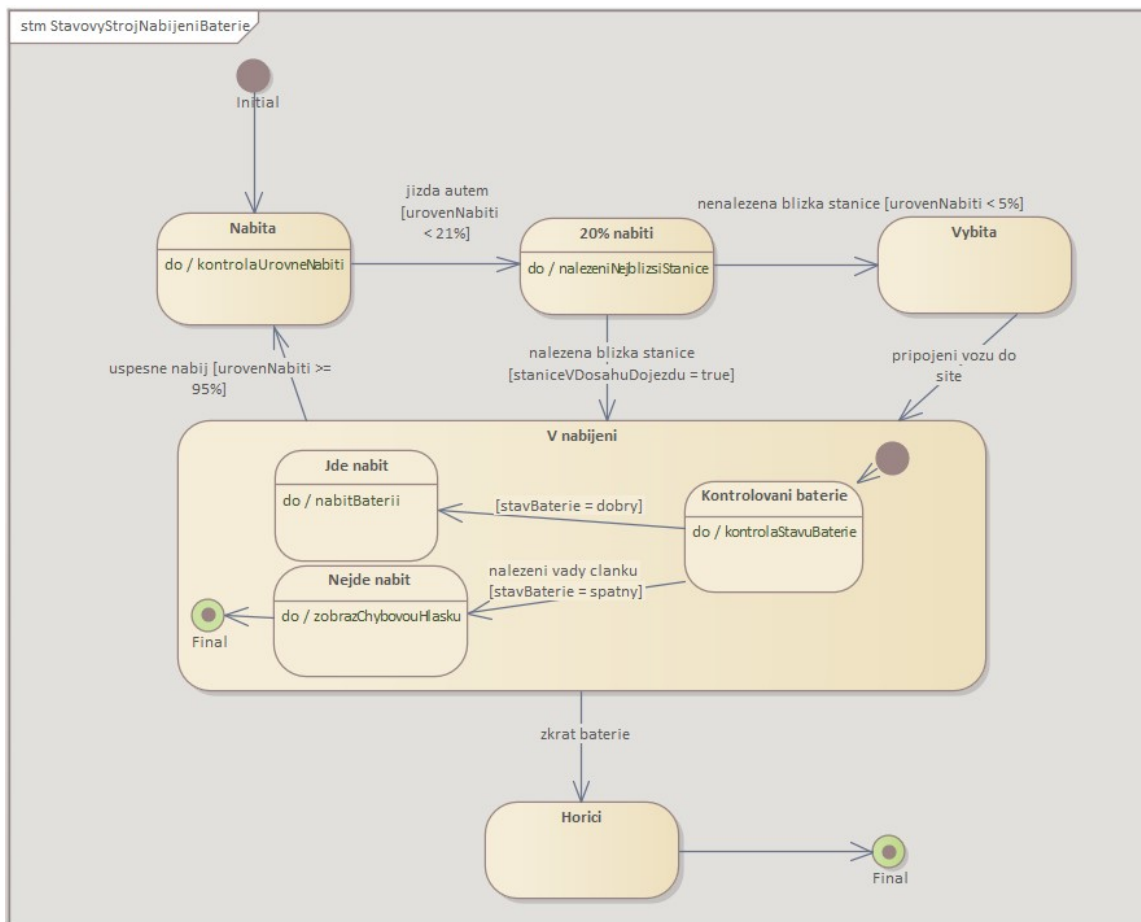 stm StavovyStrojNabijeniBaterie
Initial
jizda autem
[urovenNabiti
< 21%]
nenalezena blizka stanice [urovenNabiti < 5%]
Nabita
do / kontrolaUrovneNabiti
20% nabiti
do / nalezeniNejblizsiStanice
Vybita
uspesne nabij [urovenNabiti >=
95%]
nalezena blizka stanice
[staniceVDosahuDojezdu = true]
pripojeni vozu do
site
V nabijeni
Jde nabit
do / nabitBaterii
[stavBaterie = dobry]
Kontrolovani baterie
do / kontrolaStavuBaterie
nalezeni vady clanku
[stavBaterie = spatny]
Nejde nabit
do / zobrazChybovouHlasku
Final
zkrat baterie
Horici
Final